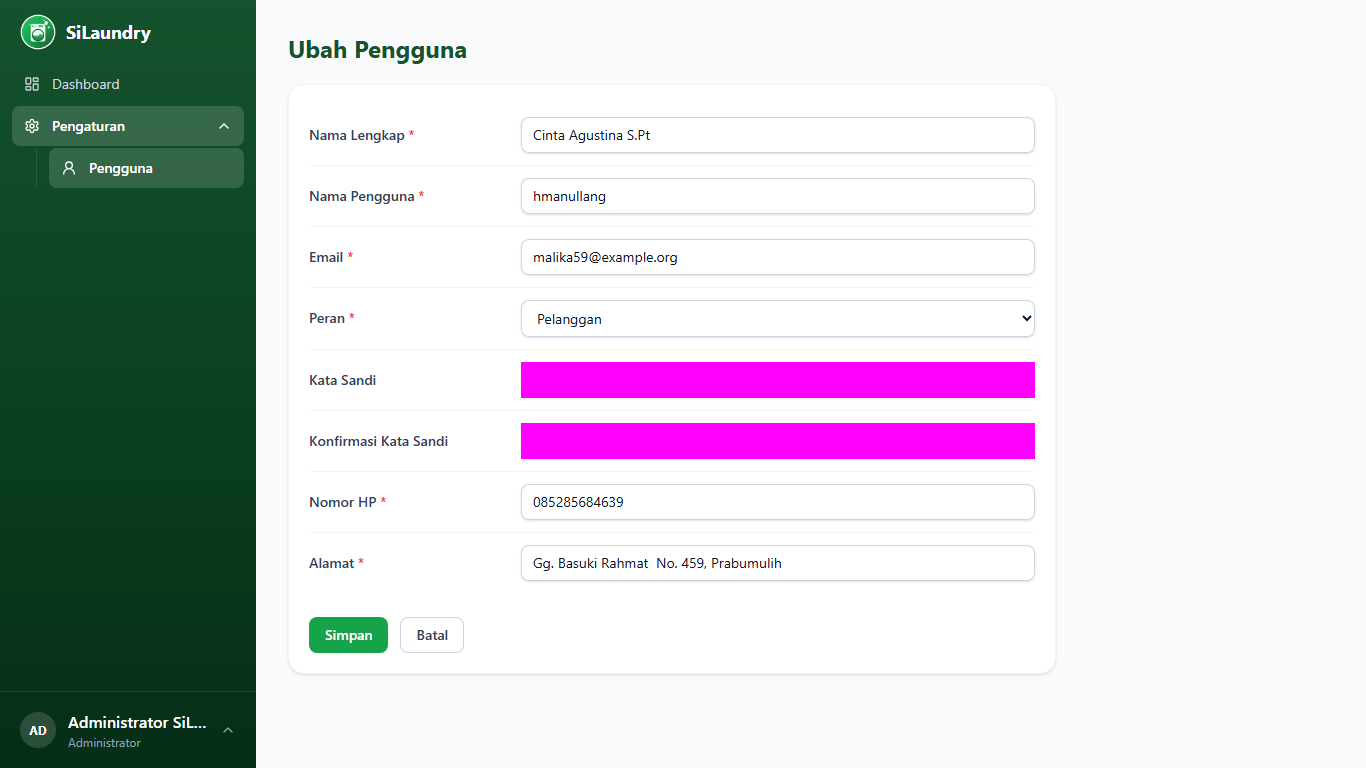 SiLaundry
Dashboard
Pengaturan
Pengguna
Ubah Pengguna
Nama Lengkap *
Cinta Agustina S.Pt
Nama Pengguna *
hmanullang
Email *
malika59@example.org
Peran *
Pelanggan
Kata Sandi
Konfirmasi Kata Sandi
Nomor HP *
085285684639
Alamat *
Gg. Basuki Rahmat  No. 459, Prabumulih
Simpan
Batal
AD
Administrator SiL...
Administrator